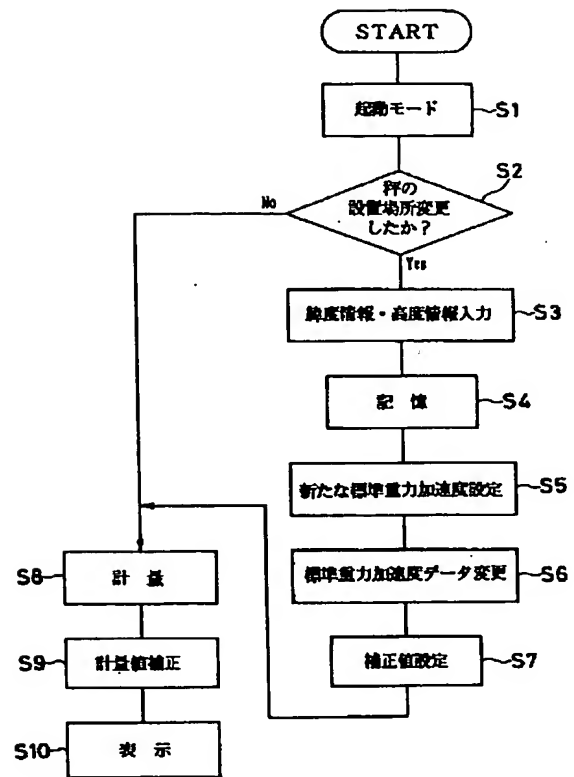 START
起動モード
S1
秤の
設置場所変更
したか？
S2
No
Yes
緯度情報・高度情報入力
S3
記 憶
S4
新たな標準重力加速度設定
S5
標準重力加速度データ変更
S6
補正値設定
S7
S8
計 量
S9
計量値補正
S10
表 示